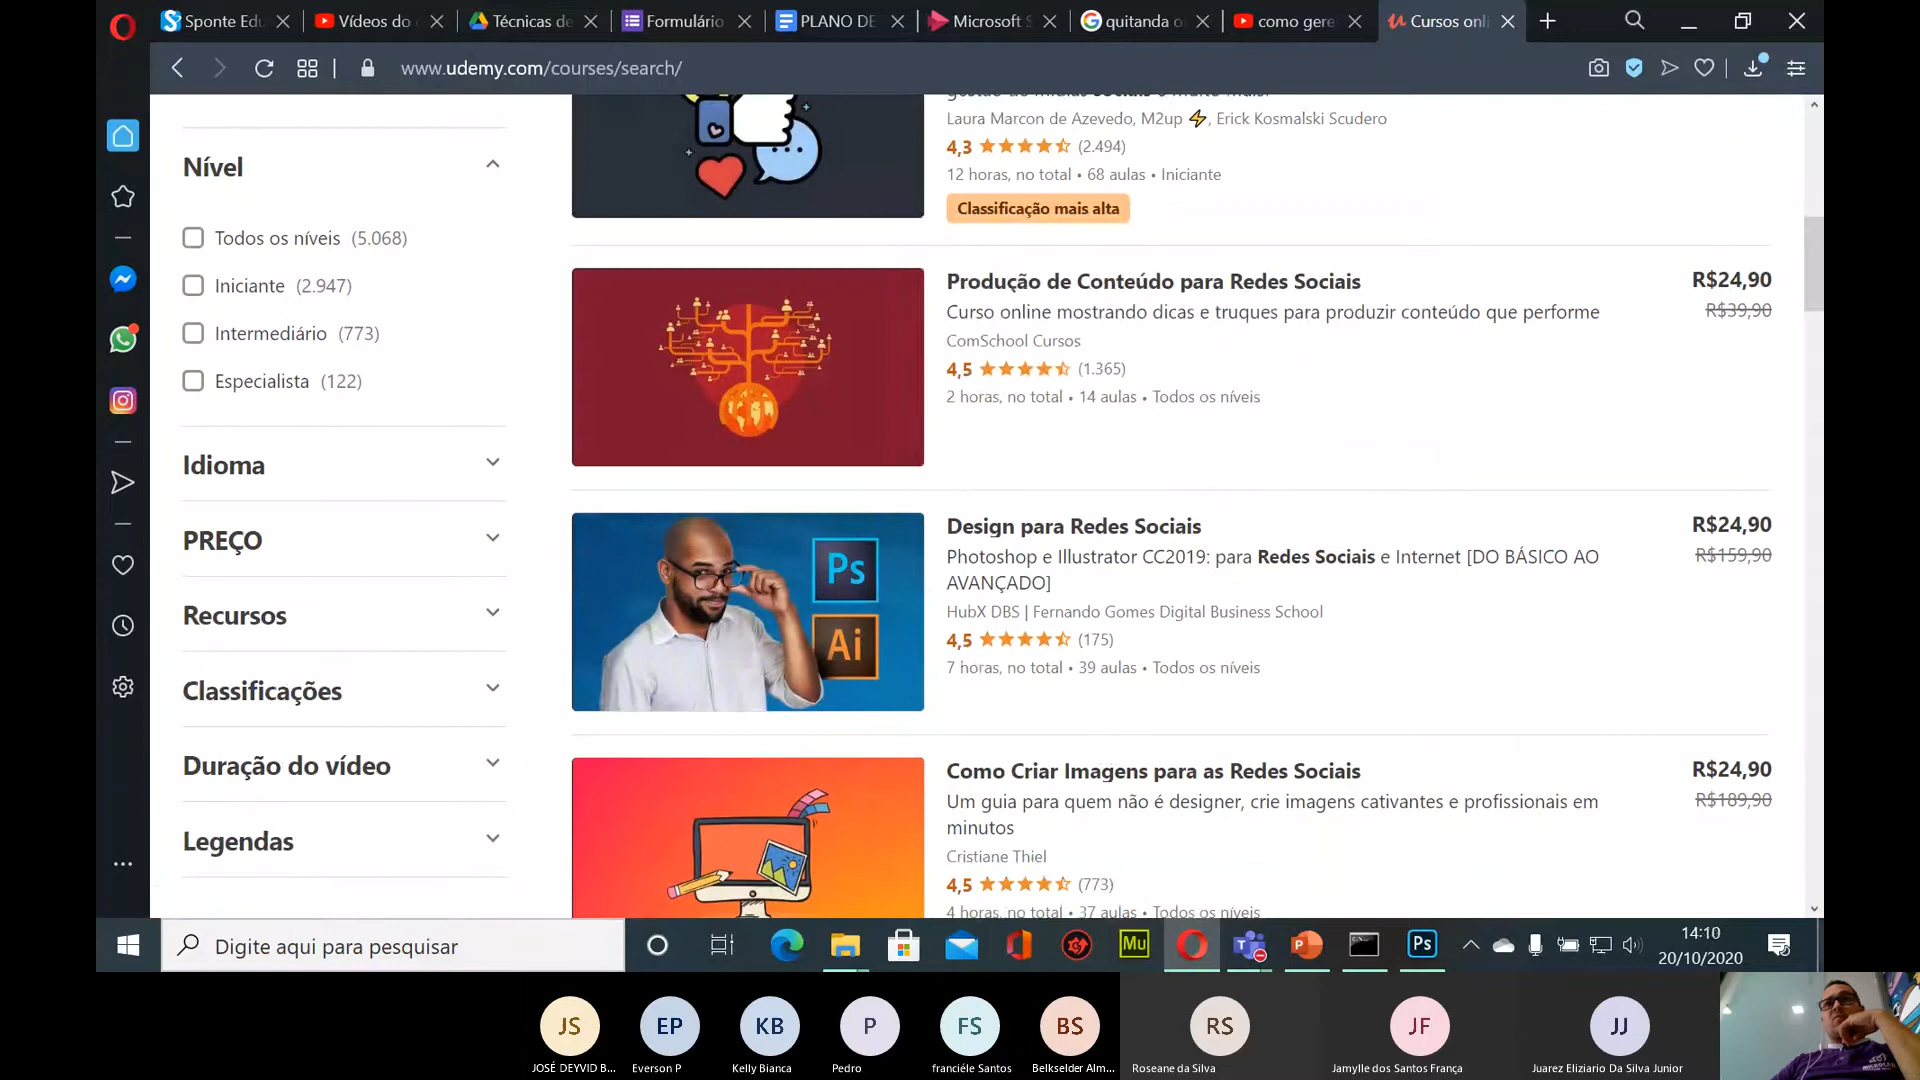 Sponte Edu
Vídeos do
Técnicas de
Formulário
PLANO DE
Microsoft S
quitanda o
como gere
Cursos onli
www.udemy.com/courses/search/
Nível
Todos os níveis (5.068)
Iniciante (2.947)
Intermediário (773)
Especialista (122)
Idioma
PREÇO
Recursos
Classificações
Duração do vídeo
Legendas
Laura Marcon de Azevedo, M2up ⚡, Erick Kosmalski Scudero
4,3 (2.494)
12 horas, no total • 68 aulas • Iniciante
Classificação mais alta
Produção de Conteúdo para Redes Sociais
R$24,90
Curso online mostrando dicas e truques para produzir conteúdo que performe
R$39,90
ComSchool Cursos
4,5 (1.365)
2 horas, no total • 14 aulas • Todos os níveis
Ps
Ai
Design para Redes Sociais
R$24,90
Photoshop e Illustrator CC2019: para Redes Sociais e Internet [DO BÁSICO AO
R$159,90
AVANÇADO]
HubX DBS | Fernando Gomes Digital Business School
4,5 (175)
7 horas, no total • 39 aulas • Todos os níveis
Como Criar Imagens para as Redes Sociais
R$24,90
Um guia para quem não é designer, crie imagens cativantes e profissionais em
R$189,90
minutos
Cristiane Thiel
4,5 (773)
4 horas, no total • 37 aulas • Todos os níveis
Digite aqui para pesquisar
Mu
Ps
14:10
20/10/2020
JS
EP
KB
P
FS
BS
RS
JF
JJ
JOSÉ DEYVID B...
Everson P
Kelly Bianca
Pedro
franciéle Santos
Belkselder Alm...
Roseane da Silva
Jamylle dos Santos França
Juarez Eliziario Da Silva Junior